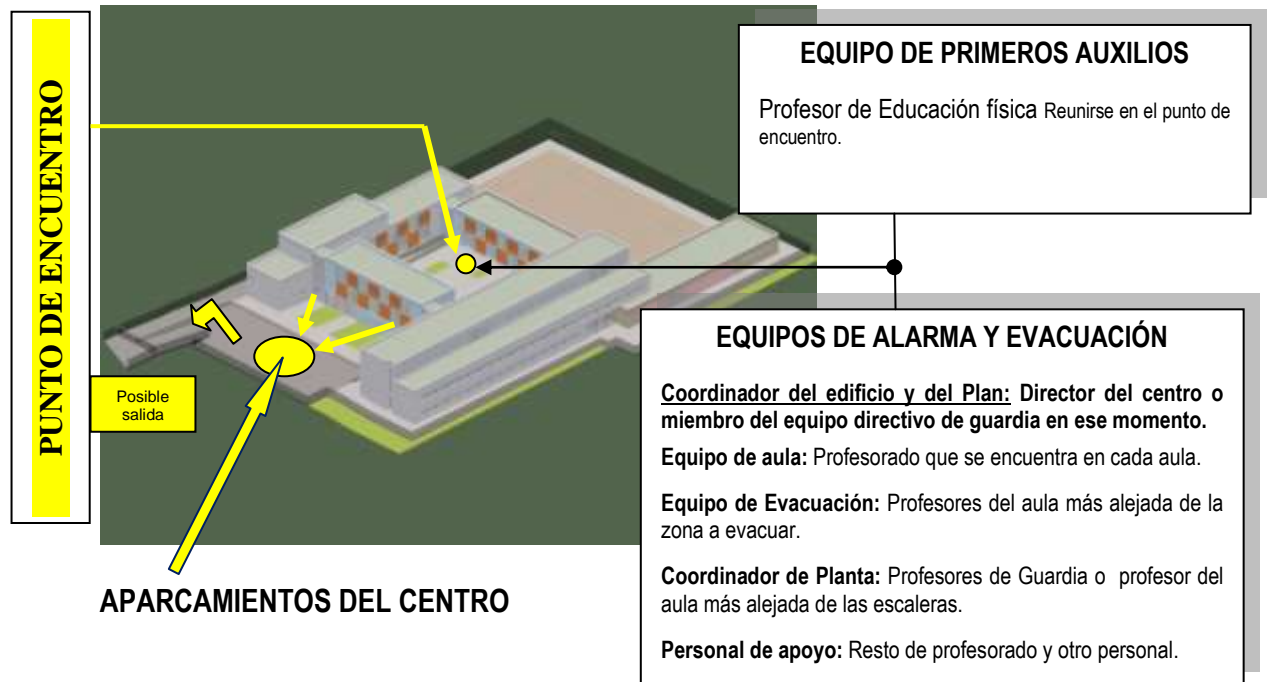 PUNTO DE ENCUENTRO
EQUIPO DE PRIMEROS AUXILIOS
Profesor de Educación física Reunirse en el punto de
encuentro.
Posible
salida
APARCAMIENTOS DEL CENTRO
EQUIPOS DE ALARMA Y EVACUACIÓN
Coordinador del edificio y del Plan: Director del centro o
miembro del equipo directivo de guardia en ese momento.
Equipo de aula: Profesorado que se encuentra en cada aula.
Equipo de Evacuación: Profesores del aula más alejada de la
zona a evacuar.
Coordinador de Planta: Profesores de Guardia o profesor del
aula más alejada de las escaleras.
Personal de apoyo: Resto de profesorado y otro personal.